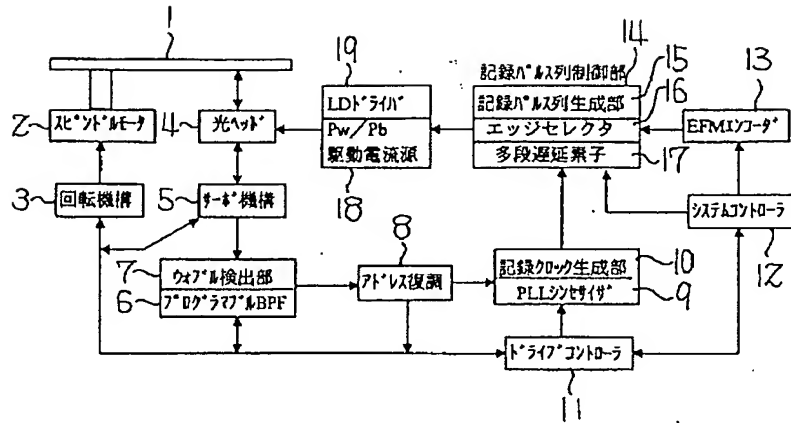 1
19
14
記録パルス列制御部
15
13
LDドライバ
記録パルス列生成部
16
2
スピンドルモータ
4
光ヘッド
Pw/Pb
エッジセレクタ
EFMエンコーダ
駆動電流源
多段遅延素子
17
3
回転機構
5
サーボ機構
18
8
システムコントローラ
12
7
ウォブル検出部
アドレス復調
記録クロック生成部
10
6
プログラマブルBPF
PLLシンセサイザ
9
ドライブコントローラ
11